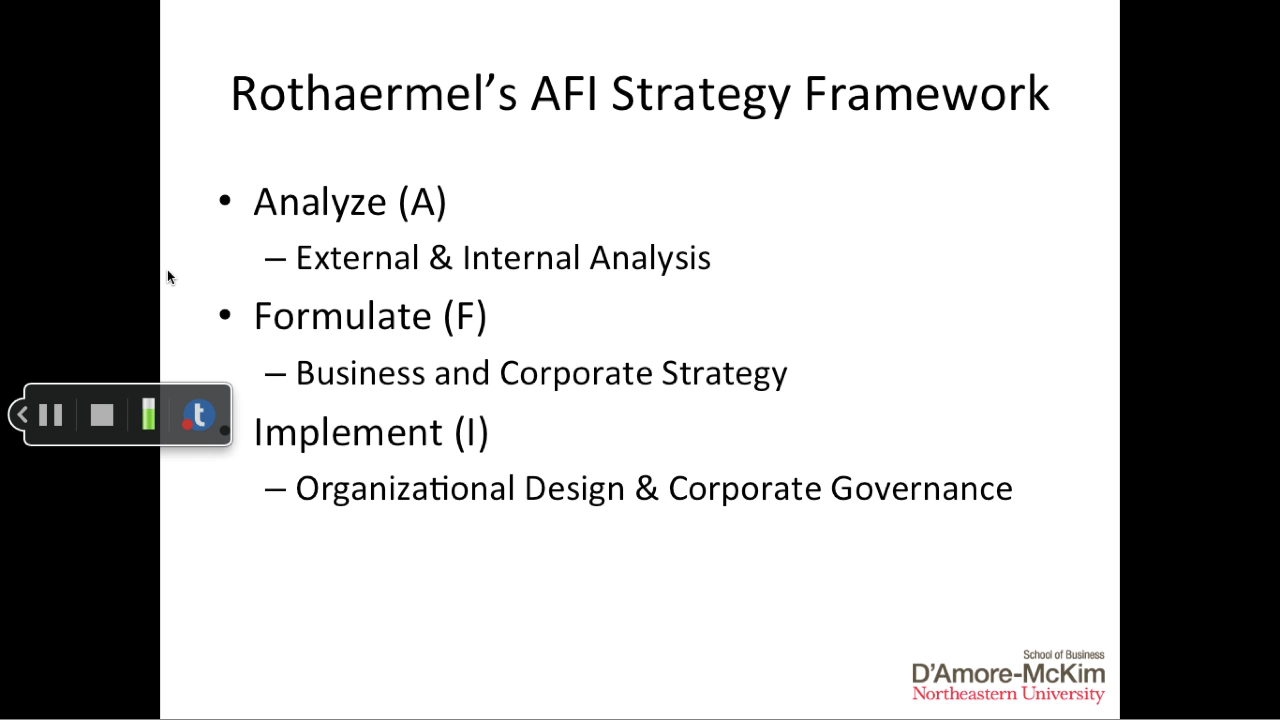 Rothaermel’s AFI Strategy Framework
• Analyze (A)
– External & Internal Analysis
• Formulate (F)
– Business and Corporate Strategy
• Implement (I)
– Organizational Design & Corporate Governance
t
School of Business
D’Amore-McKim
Northeastern University